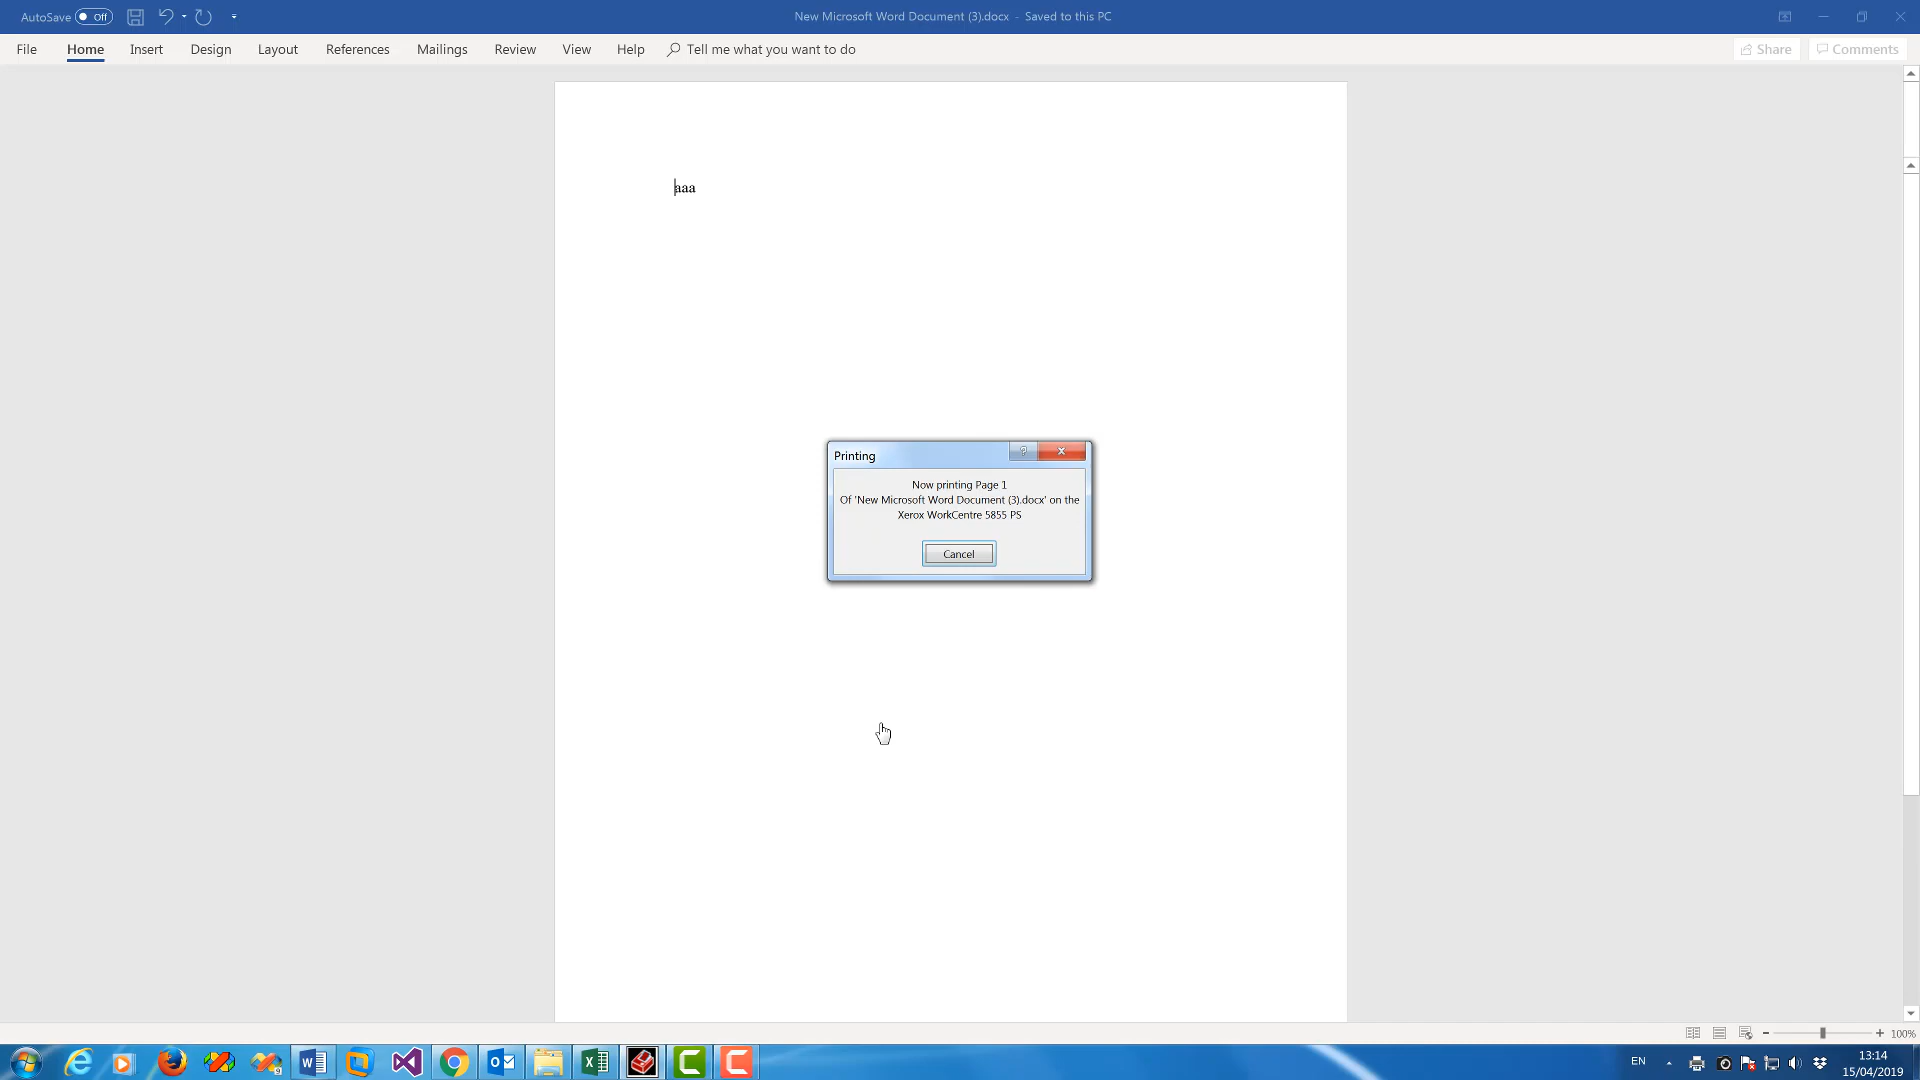 AutoSave Off
New Microsoft Word Document (3).docx - Saved to this PC
File Home Insert Design Layout References Mailings Review View Help Tell me what you want to do
Share Comments
aaa
Printing
Now printing Page 1
Of 'New Microsoft Word Document (3).docx' on the
Xerox WorkCentre 5855 PS
Cancel
100%
EN
13:14
15/04/2019